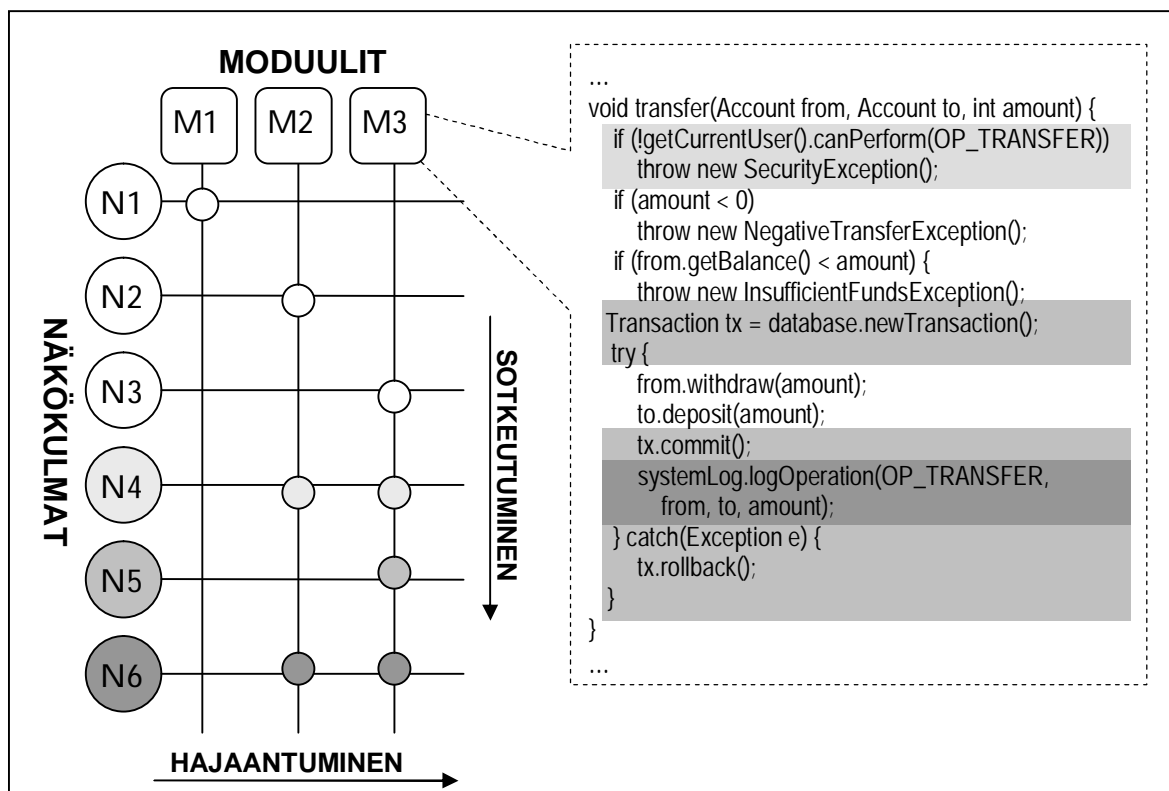 MODUULIT
M1 M2 M3
N1
N2
N3
N4
N5
N6
NÄKÖKULMAT
SOTKEUTUMINEN
HAJAANTUMINEN
...
void transfer(Account from, Account to, int amount) {
if (!getCurrentUser().canPerform(OP_TRANSFER))
throw new SecurityException();
if (amount < 0)
throw new NegativeTransferException();
if (from.getBalance() < amount) {
throw new InsufficientFundsException();
Transaction tx = database.newTransaction();
try {
from.withdraw(amount);
to.deposit(amount);
tx.commit();
systemLog.logOperation(OP_TRANSFER,
from, to, amount);
} catch(Exception e) {
tx.rollback();
}
}
...